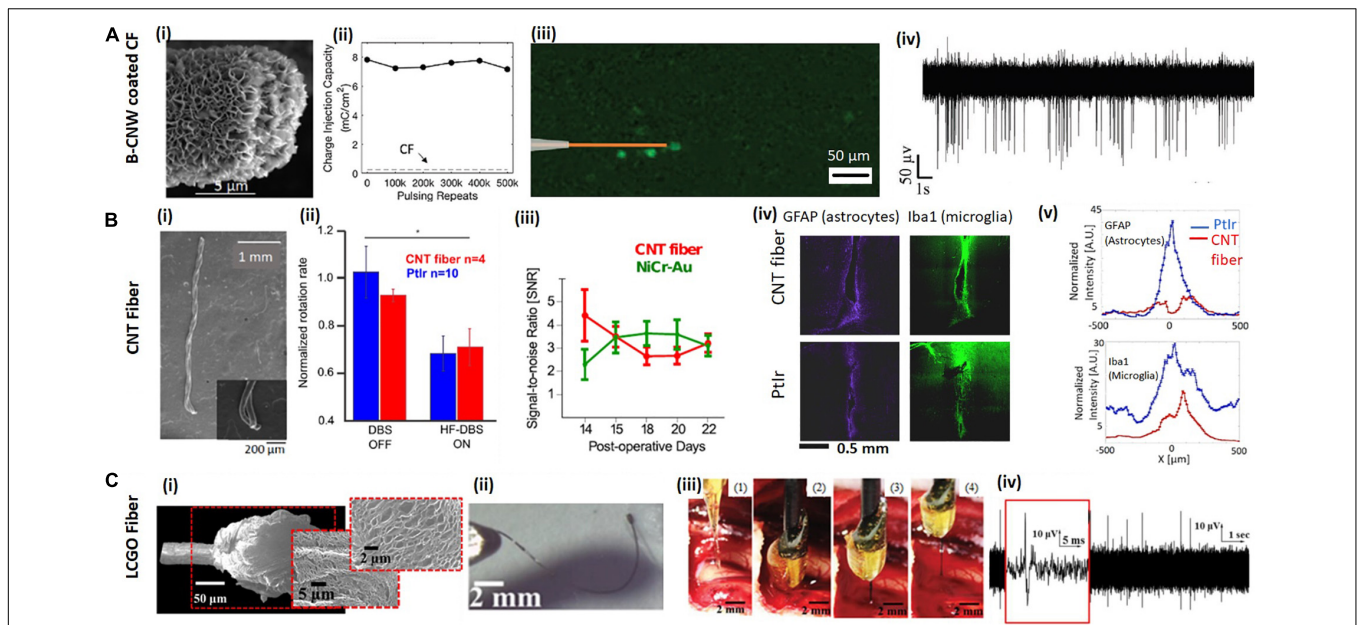 A
B-CNW coated CF
(i)
5 µm
(ii)
Charge Injection Capacity
(mC/cm²)
8
6
4
2
0
CF
0 100k 200k 300k 400k 500k
Pulsing Repeats
(iii)
50 µm
(iv)
50 µv
1s
B
CNT Fiber
(i)
1 mm
200 µm
(ii)
Normalized rotation rate
1.2
1.0
0.8
0.6
0.4
*
CNT fiber n=4
PtIr n=10
DBS
OFF
HF-DBS
ON
(iii)
CNT fiber
NiCr-Au
Signal-to-noise Ratio [SNR]
6
5
4
3
2
1
0
14 15 18 20 22
Post-operative Days
(iv)
GFAP (astrocytes) Iba1 (microglia)
CNT fiber
PtIr
0.5 mm
(v)
45
GFAP
(Astrocytes)
PtIr
CNT
fiber
Normalized
Intensity [A.U.]
5
-500 0 500
30
Iba1
(Microglia)
Normalized
Intensity [A.U.]
5
-500 0 500
X [µm]
C
LCGO Fiber
(i)
50 µm
5 µm
2 µm
(ii)
2 mm
(iii)
(1) (2) (3) (4)
2 mm 2 mm 2 mm 2 mm
(iv)
10 µV
5 ms
10 µV
1 sec